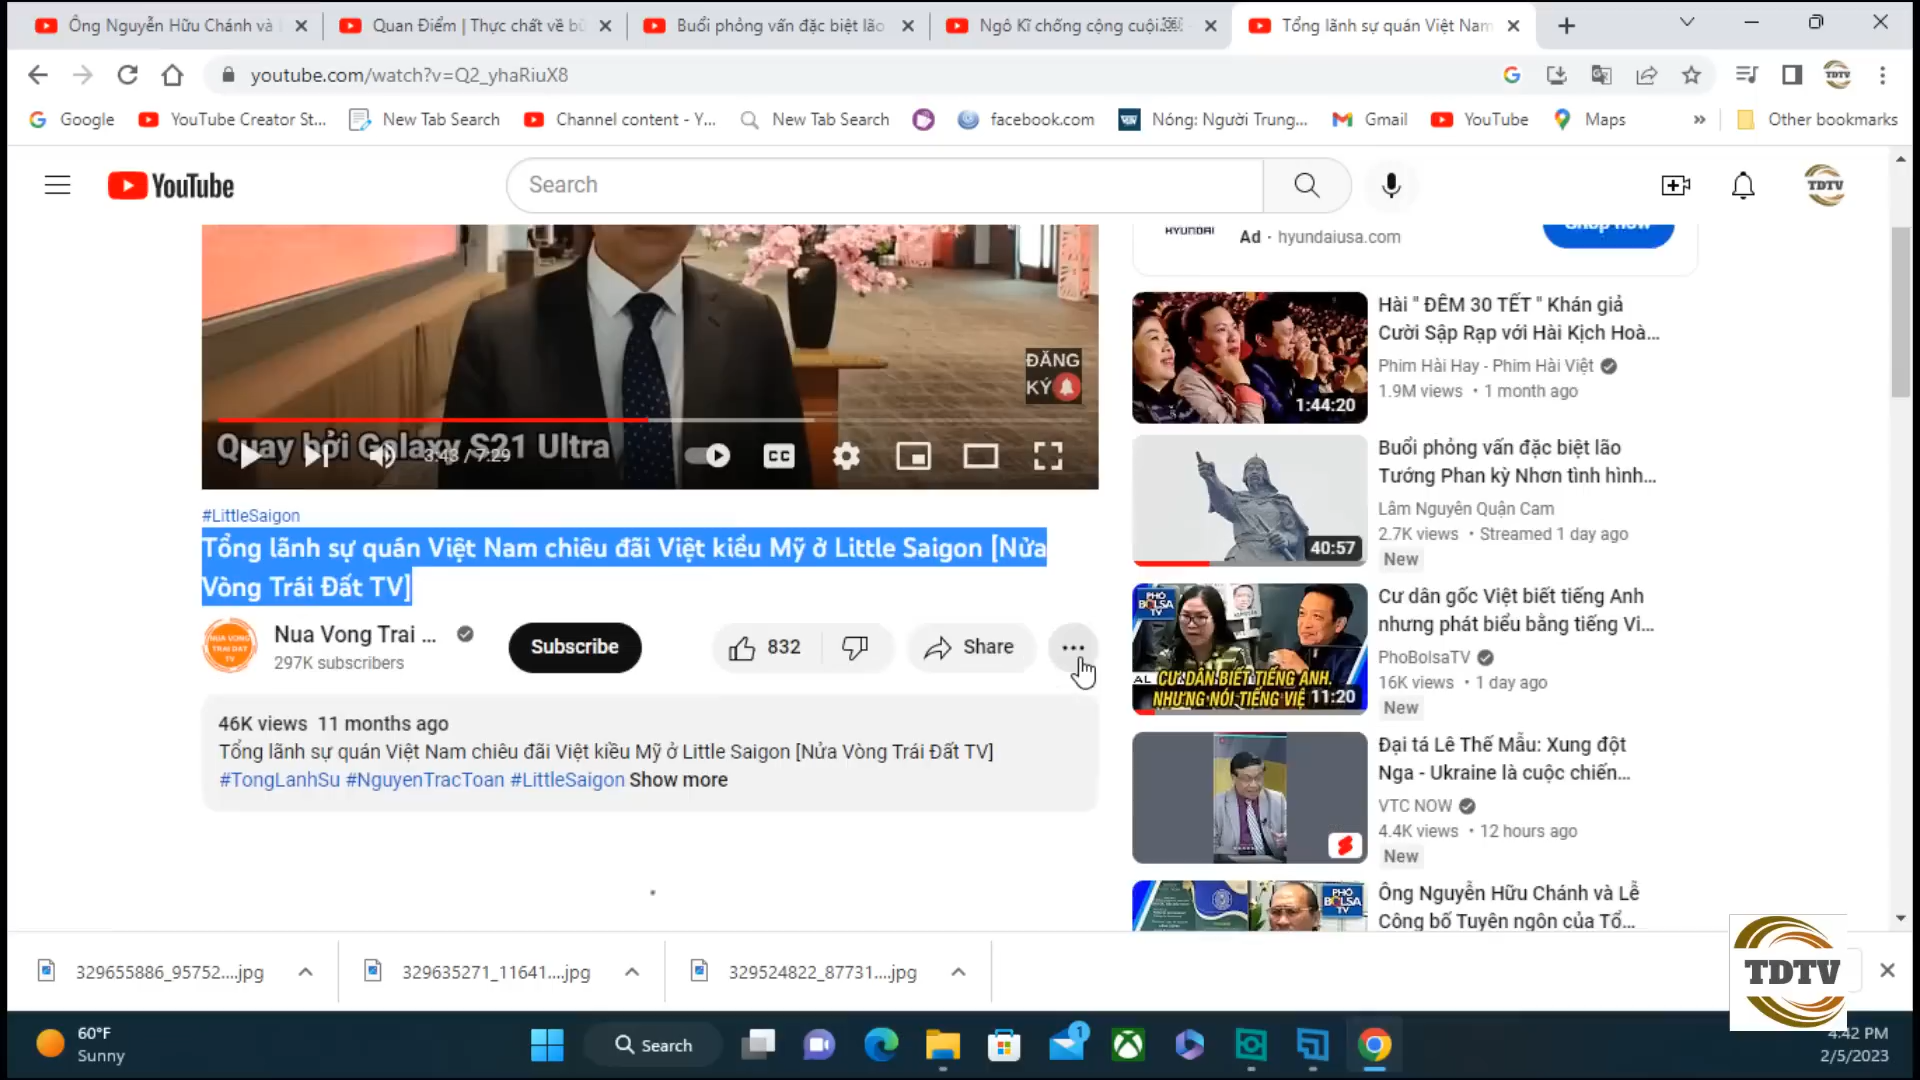 Ông Nguyễn Hữu Chánh và
Quan Điểm | Thực chất về
Buổi phỏng vấn đặc biệt lão
Ngô Kĩ chống cộng cuội...
Tổng lãnh sự quán Việt Nam
youtube.com/watch?v=Q2_yhaRiuX8
Google
YouTube Creator St...
New Tab Search
Channel content - Y...
New Tab Search
facebook.com
Nóng: Người Trung...
Gmail
YouTube
Maps
»
Other bookmarks
YouTube
Search
TDTV
HYUNDAI
Ad · hyundaiusa.com
Shop now
ĐĂNG
KÝ
Quay bởi Galaxy S21 Ultra
3:43 / 7:29
CC
#LittleSaigon
Tổng lãnh sự quán Việt Nam chiêu đãi Việt kiều Mỹ ở Little Saigon [Nửa
Vòng Trái Đất TV]
NUA VONG
TRAI DAT
TV
Nua Vong Trai ...
297K subscribers
Subscribe
832
Share
46K views 11 months ago
Tổng lãnh sự quán Việt Nam chiêu đãi Việt kiều Mỹ ở Little Saigon [Nửa Vòng Trái Đất TV]
#TongLanhSu #NguyenTracToan #LittleSaigon Show more
1:44:20
Hài " ĐÊM 30 TẾT " Khán giả
Cười Sập Rạp với Hài Kịch Hoà...
Phim Hài Hay - Phim Hài Việt
1.9M views • 1 month ago
40:57
Buổi phỏng vấn đặc biệt lão
Tướng Phan kỳ Nhơn tình hình...
Lâm Nguyên Quận Cam
2.7K views • Streamed 1 day ago
New
PHỐ
BOLSA
TV
CƯ DÂN BIẾT TIẾNG ANH,
NHƯNG NÓI TIẾNG VIỆ
11:20
Cư dân gốc Việt biết tiếng Anh
nhưng phát biểu bằng tiếng Vi...
PhoBolsaTV
16K views • 1 day ago
New
Đại tá Lê Thế Mẫu: Xung đột
Nga - Ukraine là cuộc chiến...
VTC NOW
4.4K views • 12 hours ago
New
PHỐ
BOLSA
TV
Ông Nguyễn Hữu Chánh và Lễ
Công bố Tuyên ngôn của Tổ...
329655886_95752....jpg
329635271_11641....jpg
329524822_87731....jpg
TDTV
60°F
Sunny
Search
1
4:42 PM
2/5/2023